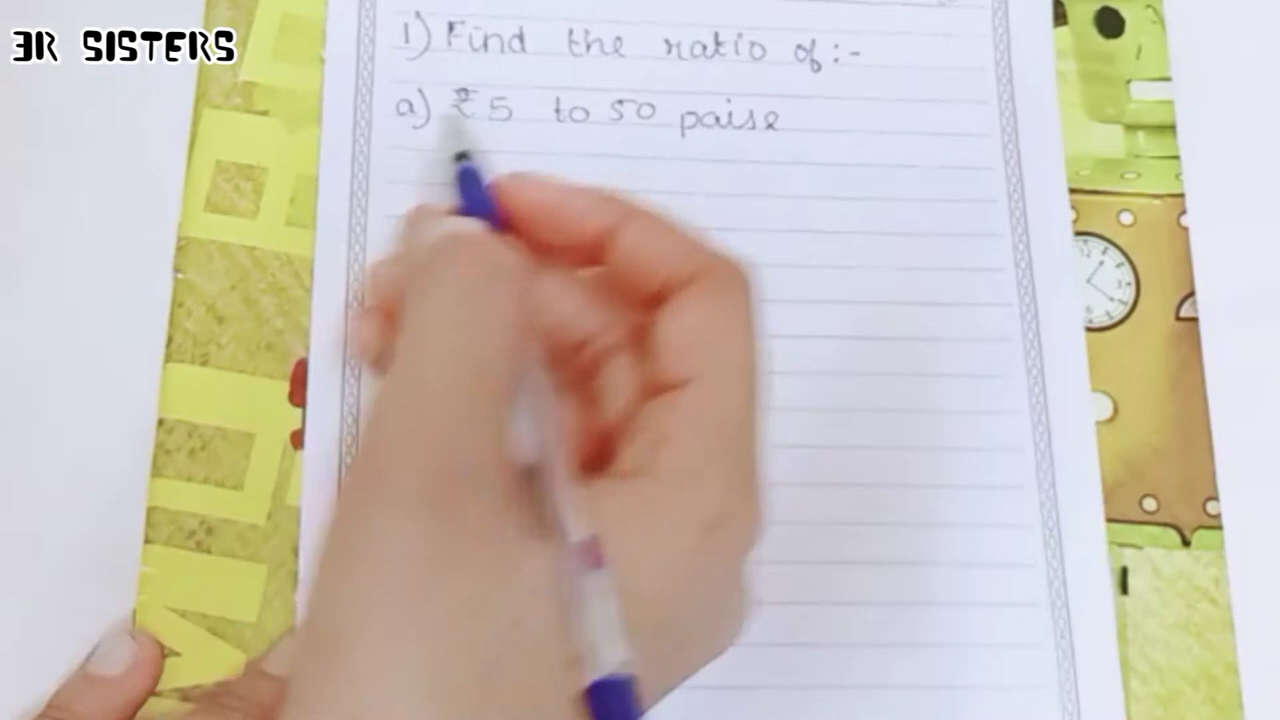 3R SISTERS
1) Find the ratio of:-
a) ₹5 to 50 paise